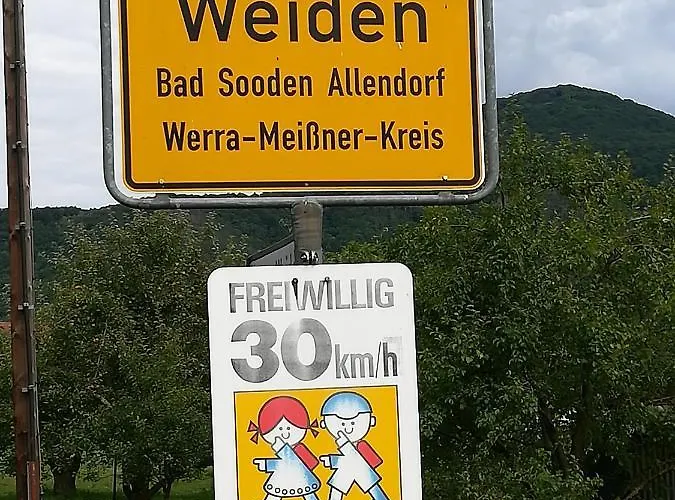 Weiden
Bad Sooden Allendorf
Werra-Meißner-Kreis
FREIWILLIG
30 km/h